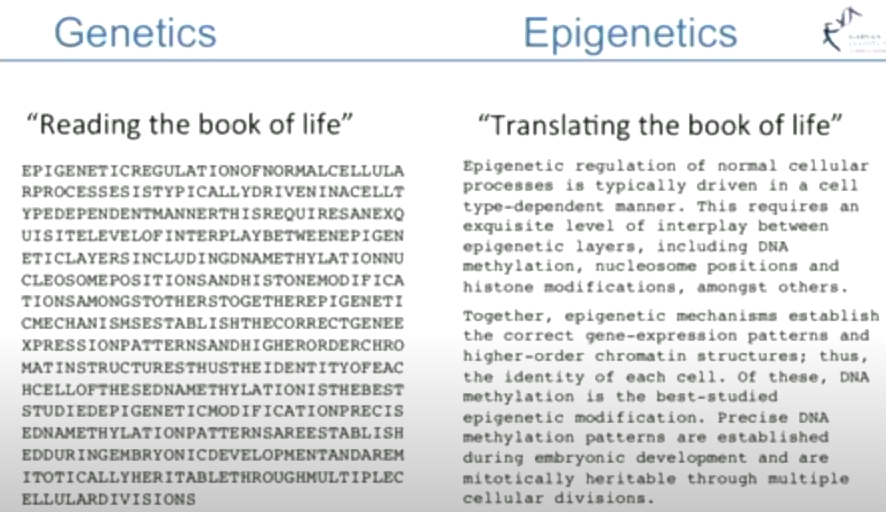 Genetics
Epigenetics
“Reading the book of life”
EPIGENETICREGULATIONOFNORMALCELLULA
RPROCESSESISTYPICALLYDRIVENINACELLT
YPEDEPENDENTMANNERTHISREQUIRESANEXQ
UISITELEVELOFINTERPLAYBETWEENEPIGEN
ETICLAYERSINCLUDINGDNAMETHYLATIONNU
CLEOSOMEPOSITIONSANDHISTONEMODIFICA
TIONSAMONGSTOTHERSTOGETHEREPIGENETI
CMECHANISMSESTABLISHTHECORRECTGENEE
XPRESSIONPATTERNSANDHIGHERORDERCHRO
MATINSTRUCTURESTHUSTHEIDENTITYOFEAC
HCELLOFTHESEDNAMETHYLATIONISTHEBEST
STUDIEDEPIGENETICMODIFICATIONPRECIS
EDNAMETHYLATIONPATTERNSAREESTABLISH
EDDURINGEMBRYONICDEVELOPMENTANDAREM
ITOTICALLYHERITABLETHROUGHMULTIPLEC
ELLULARDIVISIONS
“Translating the book of life”
Epigenetic regulation of normal cellular
processes is typically driven in a cell
type-dependent manner. This requires an
exquisite level of interplay between
epigenetic layers, including DNA
methylation, nucleosome positions and
histone modifications, amongst others.
Together, epigenetic mechanisms establish
the correct gene-expression patterns and
higher-order chromatin structures; thus,
the identity of each cell. Of these, DNA
methylation is the best-studied
epigenetic modification. Precise DNA
methylation patterns are established
during embryonic development and are
mitotically heritable through multiple
cellular divisions.